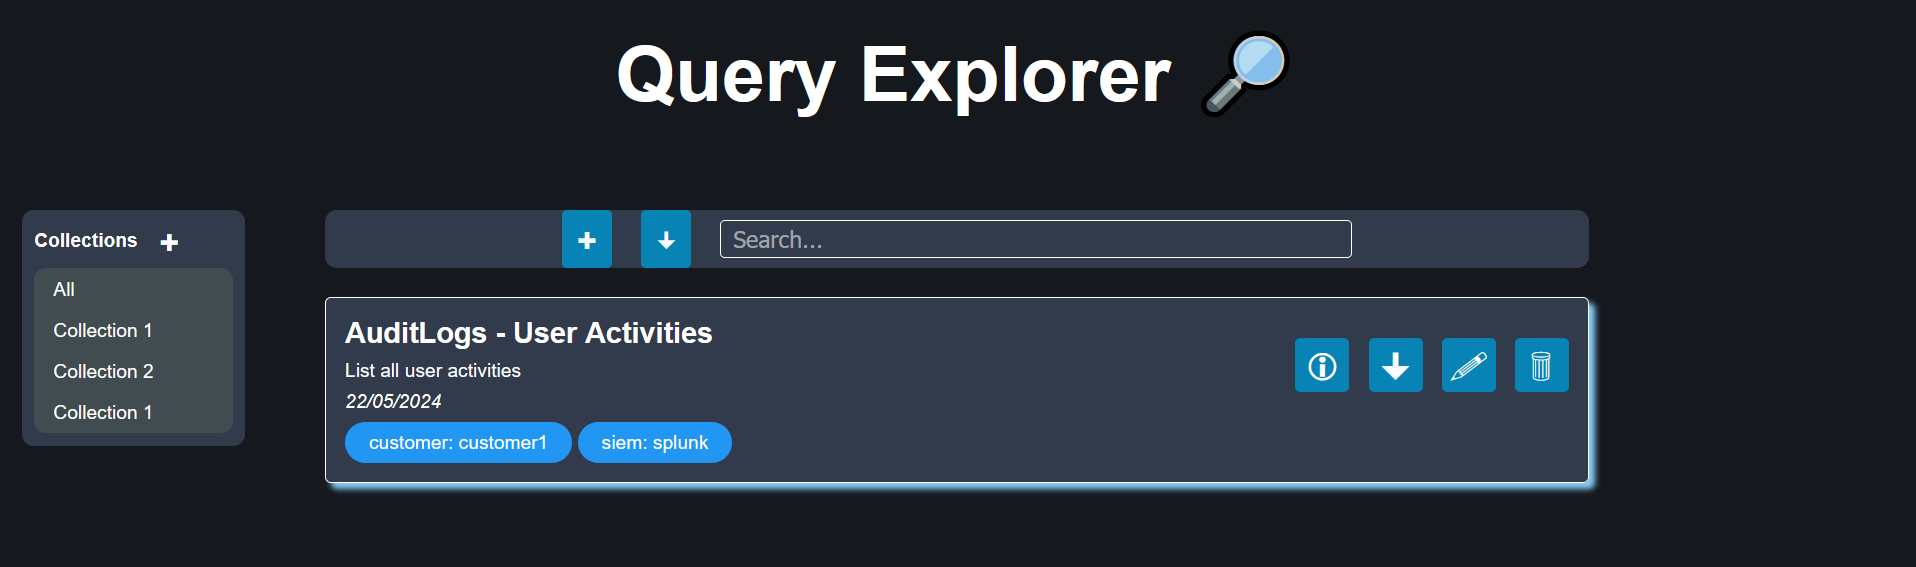 Query Explorer
Collections
All
Collection 1
Collection 2
Collection 1
Search...
AuditLogs - User Activities
List all user activities
22/05/2024
customer: customer1
siem: splunk